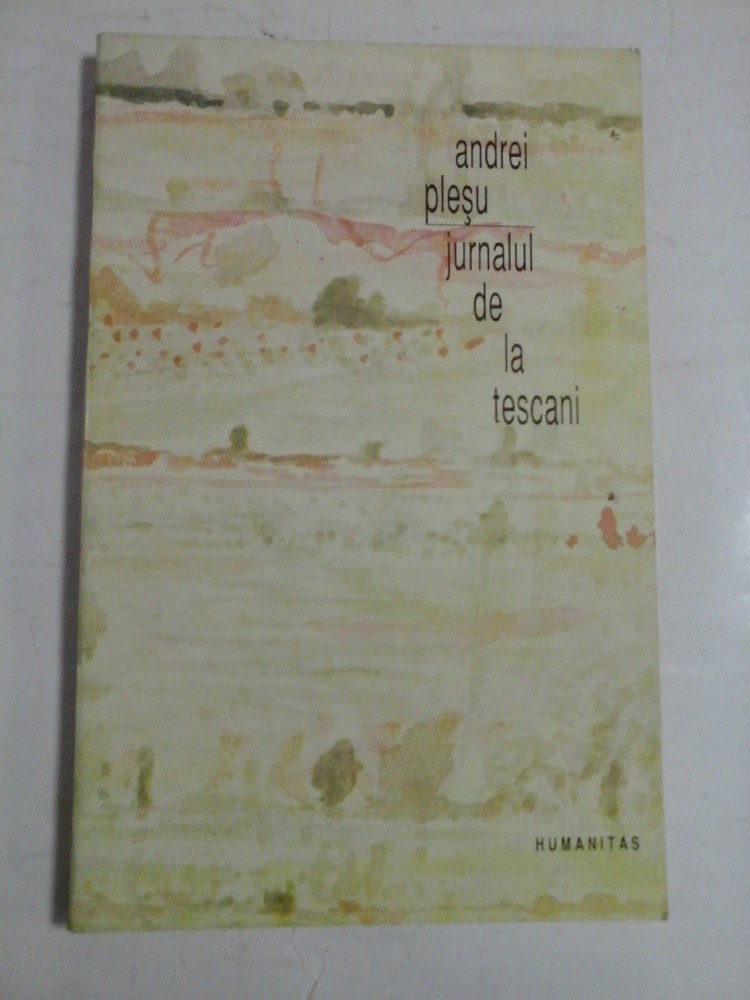 andrei
pleşu
jurnalul
de
la
tescani
HUMANITAS